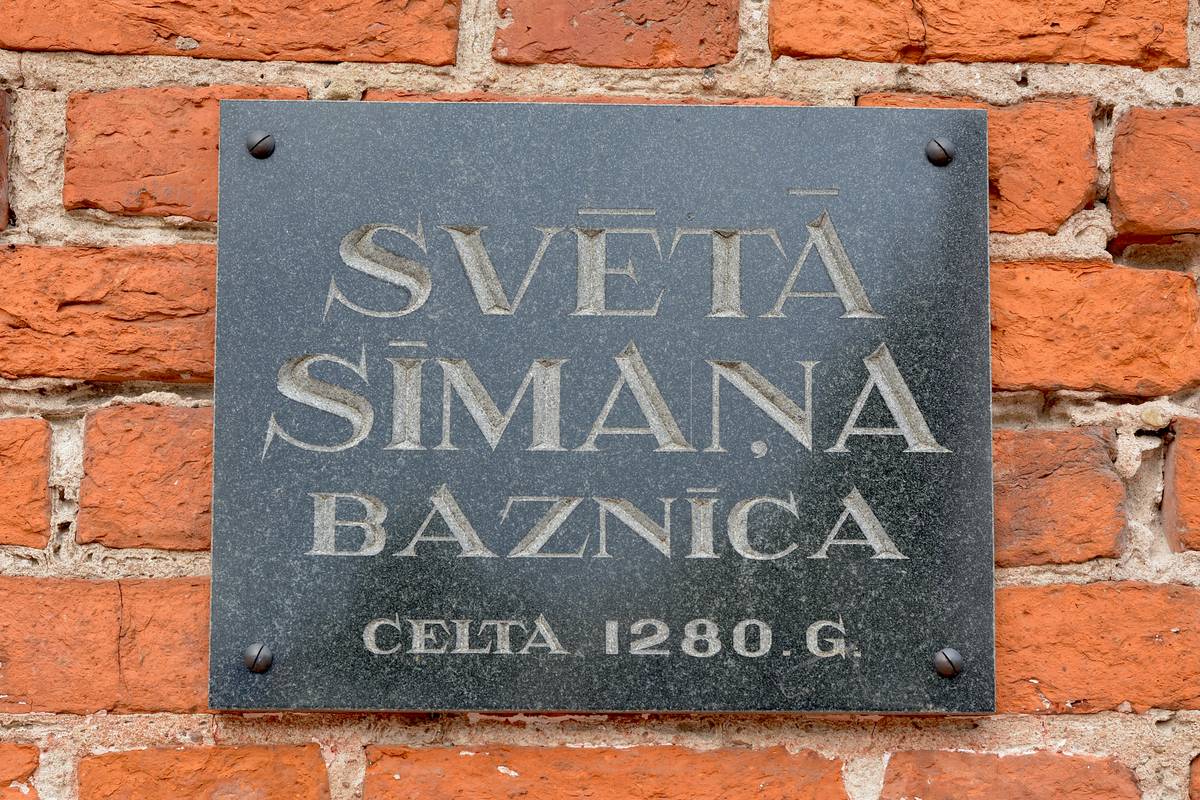 SVĒTĀ
SĪMAŅA
BAZNĪCA
CELTA 1280. G.